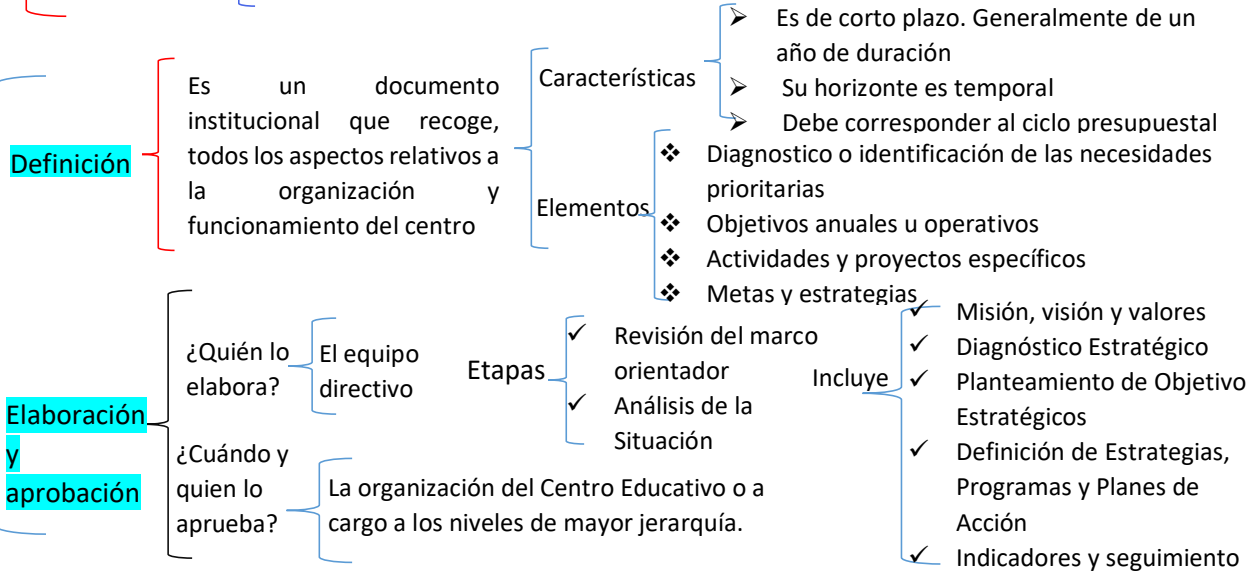 Definición
Es un documento
institucional que recoge,
todos los aspectos relativos a
la organización y
funcionamiento del centro
Características
➢ Es de corto plazo. Generalmente de un
año de duración
➢ Su horizonte es temporal
➢ Debe corresponder al ciclo presupuestal
Elementos
❖ Diagnostico o identificación de las necesidades
prioritarias
❖ Objetivos anuales u operativos
❖ Actividades y proyectos específicos
❖ Metas y estrategias
Elaboración
y
aprobación
¿Quién lo
elabora?
El equipo
directivo
Etapas
✓ Revisión del marco
orientador
✓ Análisis de la
Situación
Incluye
✓ Misión, visión y valores
✓ Diagnóstico Estratégico
✓ Planteamiento de Objetivo
Estratégicos
✓ Definición de Estrategias,
Programas y Planes de
Acción
✓ Indicadores y seguimiento
¿Cuándo y
quien lo
aprueba?
La organización del Centro Educativo o a
cargo a los niveles de mayor jerarquía.